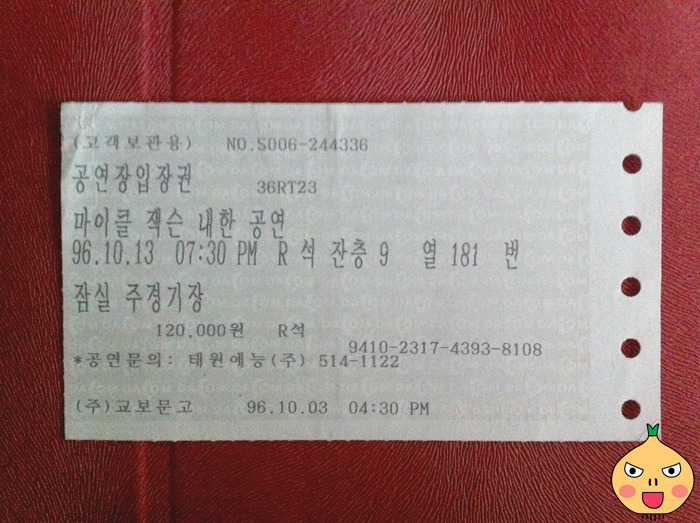 (고객보관용) NO.S006-244336
공연장입장권 36RT23
마이클 잭슨 내한 공연
96.10.13 07:30 PM R 석 잔층 9 열 181 번
잠실 주경기장
120,000원 R석
9410-2317-4393-8108
*공연문의: 태원예능(주) 514-1122
(주)교보문고 96.10.03 04:30 PM